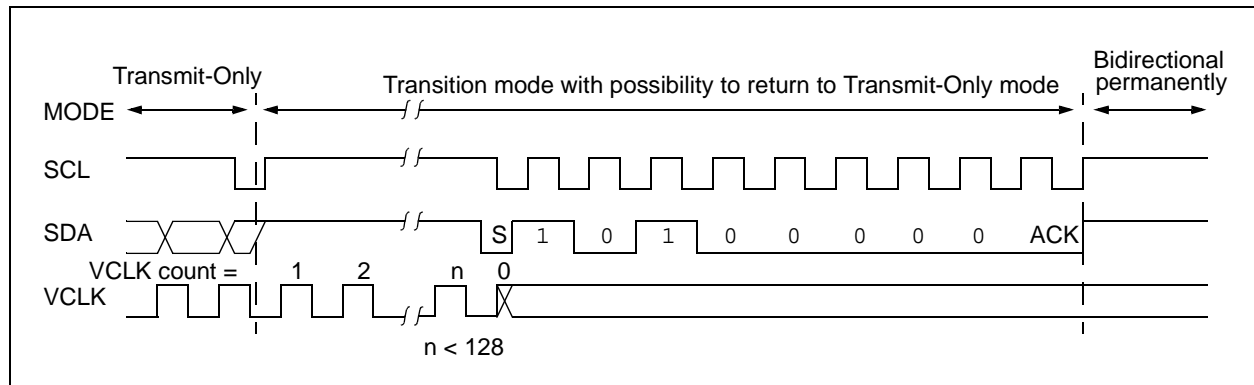 Transmit-Only
Transition mode with possibility to return to Transmit-Only mode
Bidirectional
permanently
MODE
SCL
SDA
S 1 0 1 0 0 0 0 0 ACK
VCLK count = 1 2 n 0
VCLK
n < 128